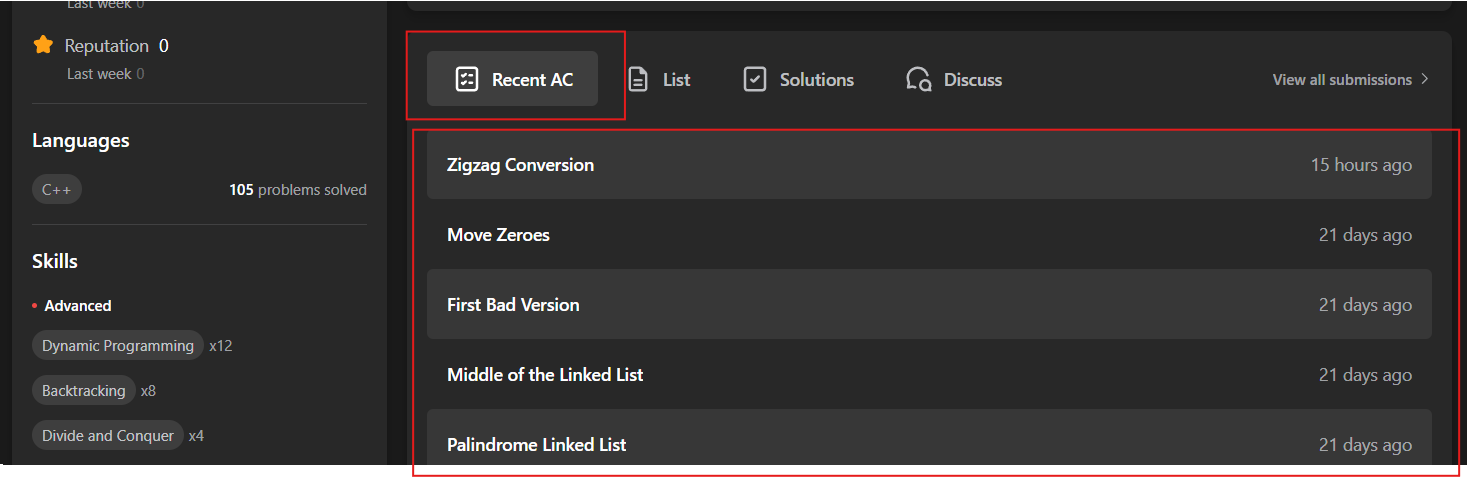 Last week 0
Reputation 0
Last week 0
Languages
C++ 105 problems solved
Skills
Advanced
Dynamic Programming x12
Backtracking x8
Divide and Conquer x4
Recent AC List Solutions Discuss View all submissions
Zigzag Conversion 15 hours ago
Move Zeroes 21 days ago
First Bad Version 21 days ago
Middle of the Linked List 21 days ago
Palindrome Linked List 21 days ago